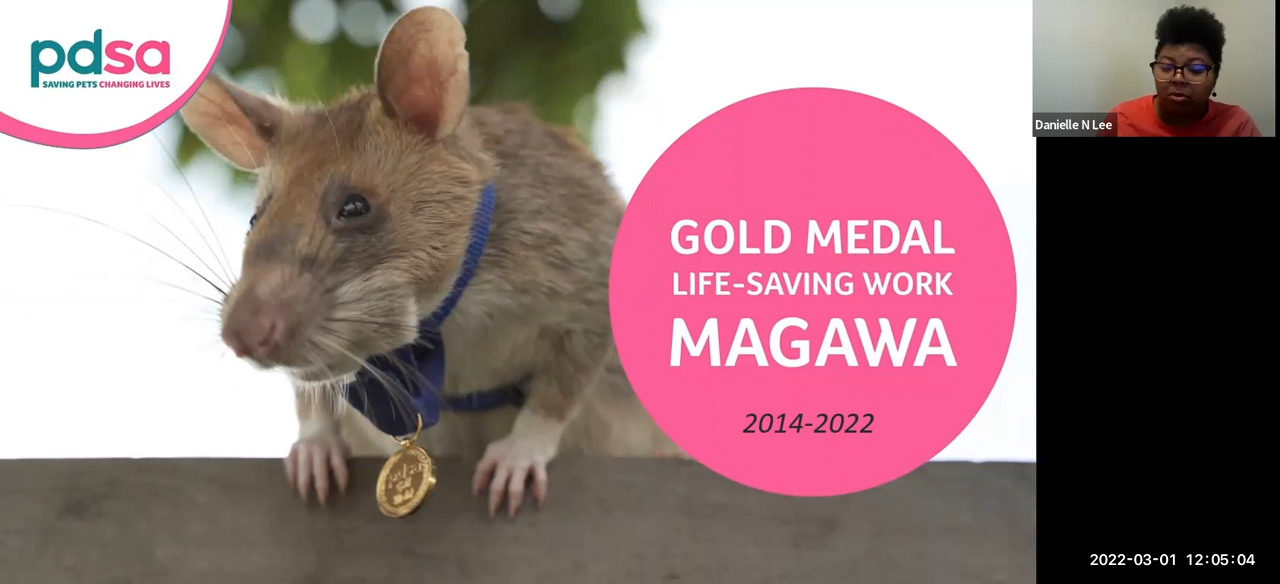 pdsa
SAVING PETS CHANGING LIVES
GOLD MEDAL
LIFE-SAVING WORK
MAGAWA
2014-2022
Danielle N Lee
2022-03-01 12:05:04